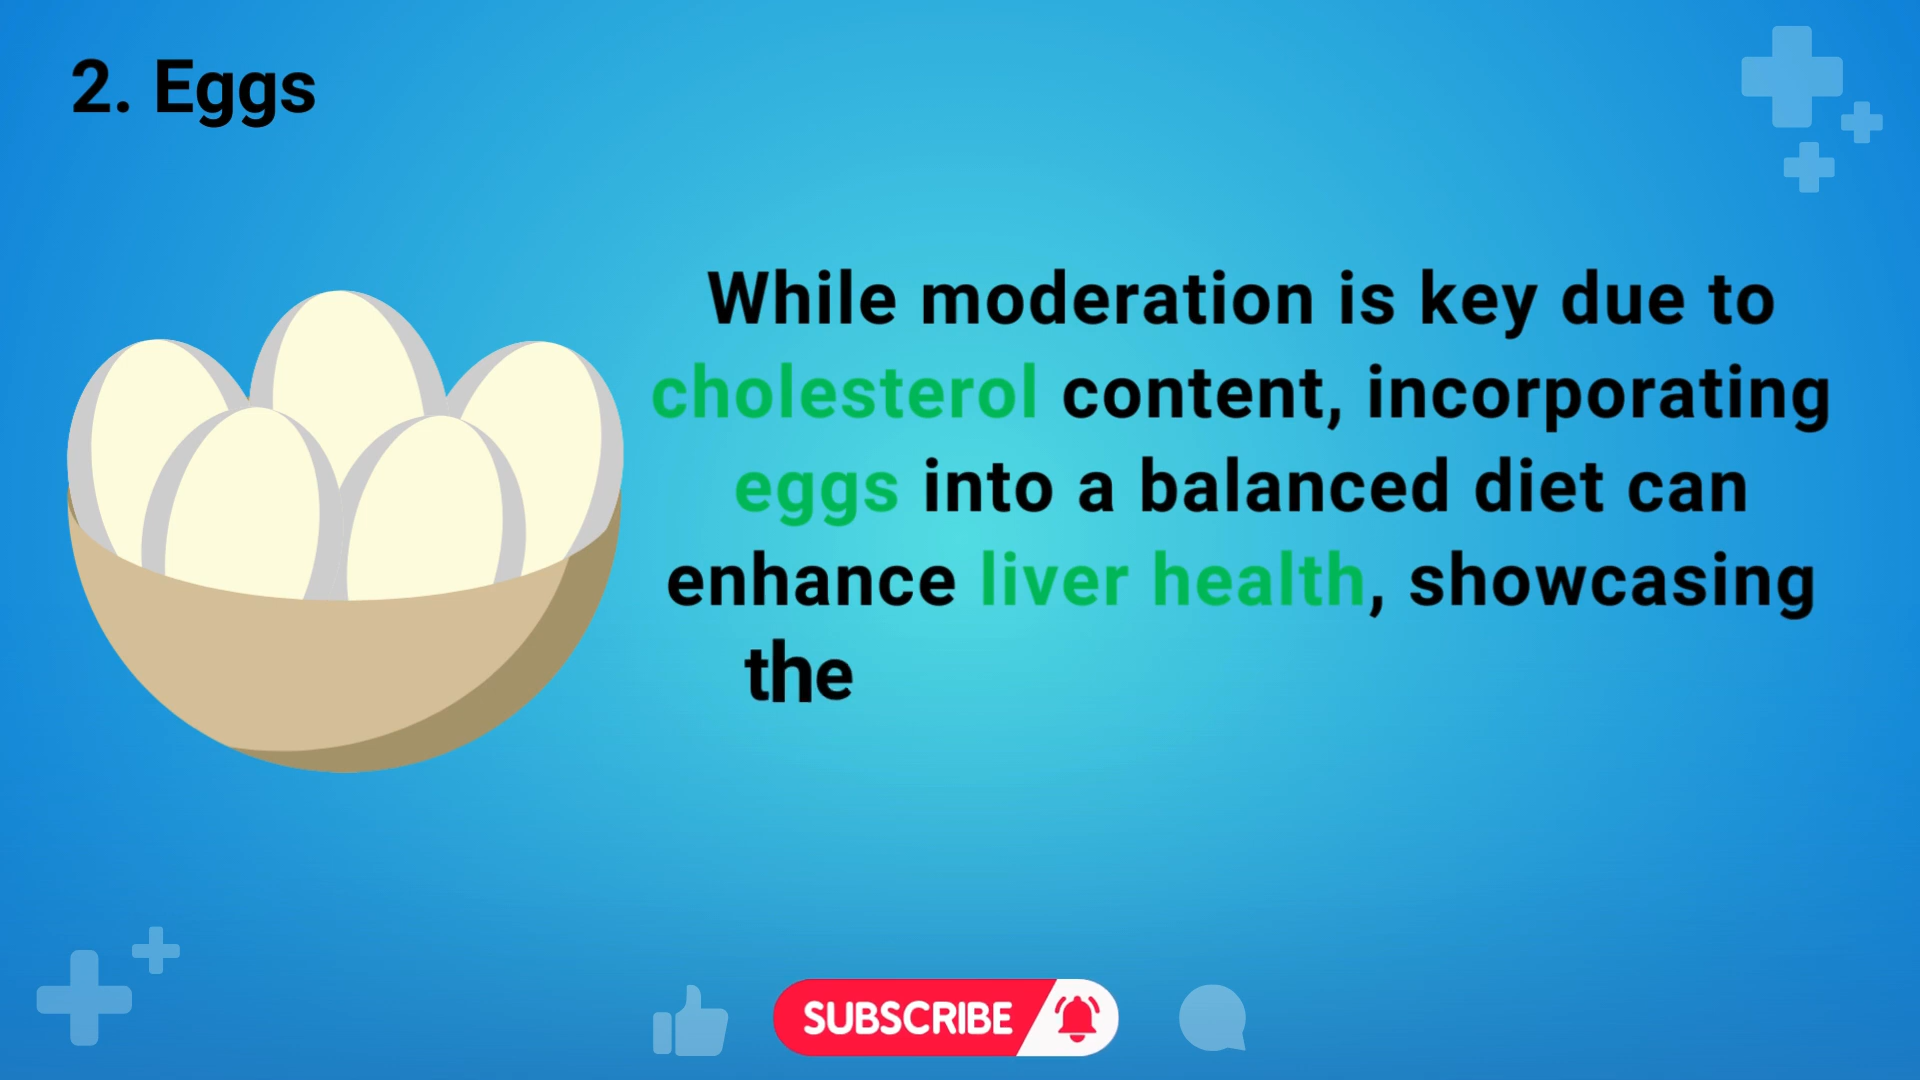 2. Eggs
While moderation is key due to
cholesterol content, incorporating
eggs into a balanced diet can
enhance liver health, showcasing
the
SUBSCRIBE